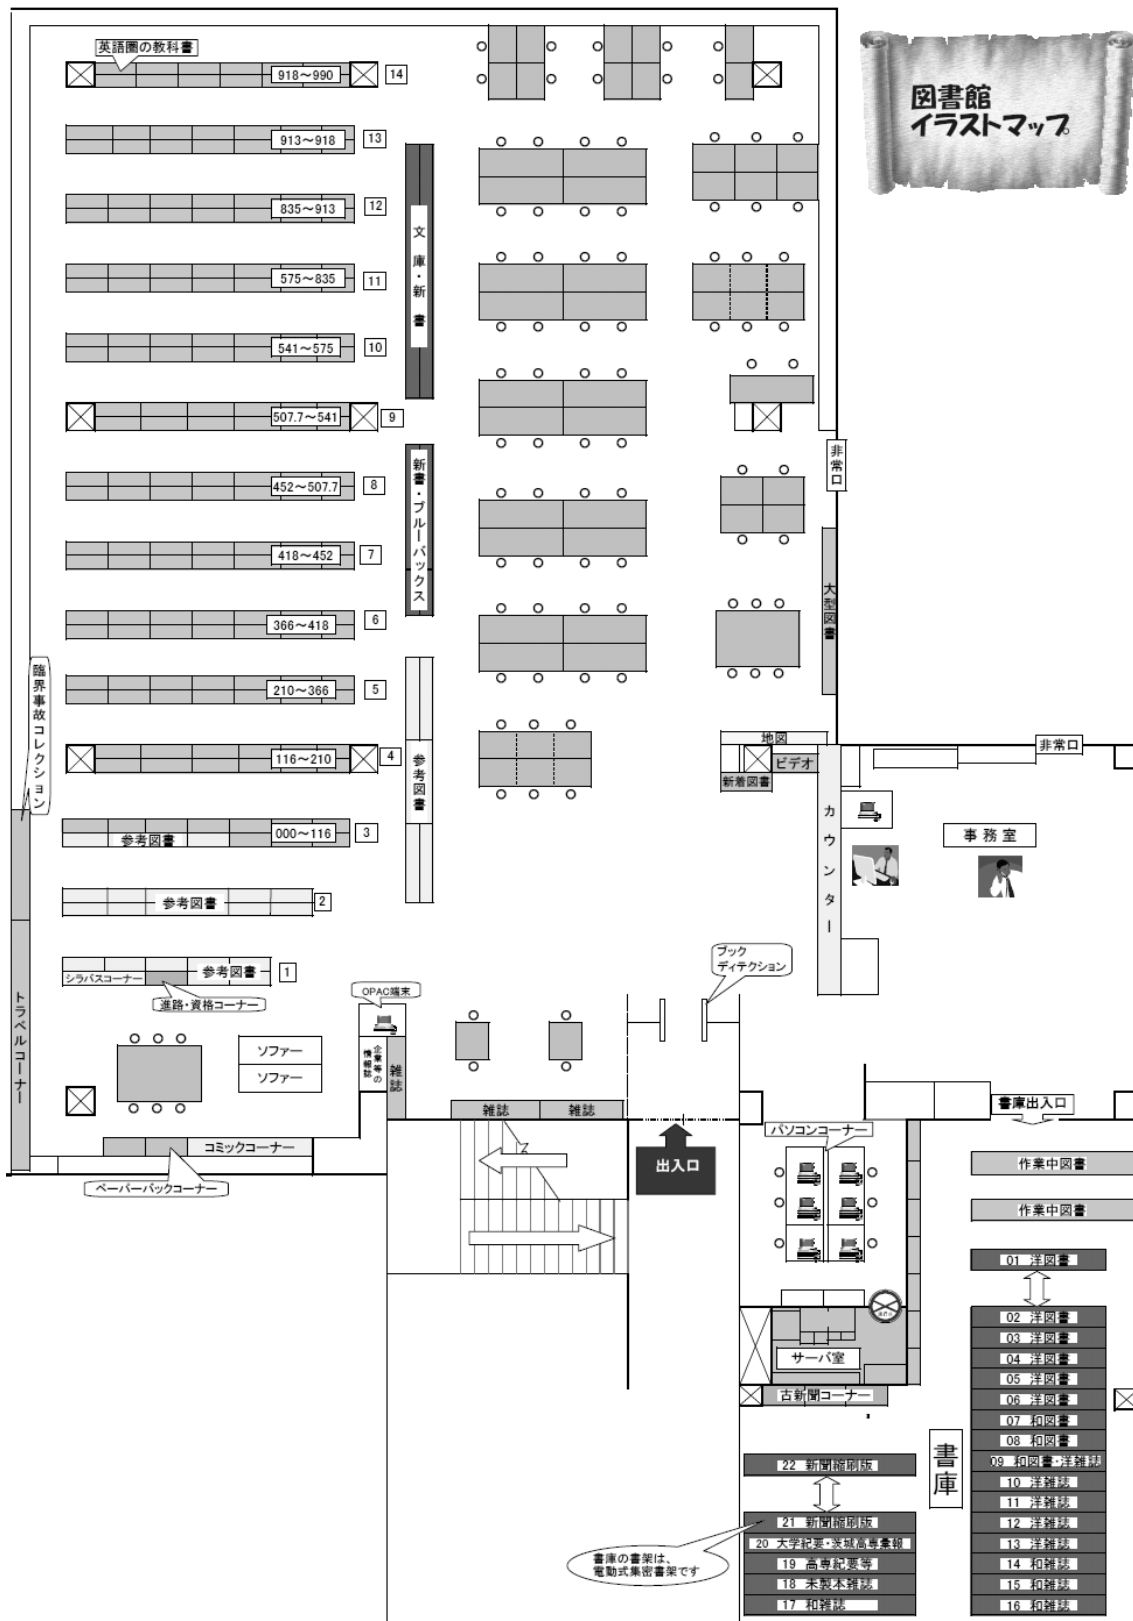 図書館
イラストマップ
英語圏の教科書
918～990
14
913～918
13
835～913
12
575～835
11
541～575
10
507.7～541
9
452～507.7
8
418～452
7
366～418
6
210～366
5
116～210
4
000～116
参考図書
3
参考図書
2
参考図書
1
シラバスコーナー
進路・資格コーナー
文庫・新書
新書・ブルーバックス
参考図書
臨界事故コレクション
トラベルコーナー
非常口
大型図書
地図
ビデオ
新着図書
カウンター
非常口
事務室
ブック
ディテクション
OPAC端末
企業等の
情報誌
雑誌
ソファー
ソファー
雑誌
雑誌
コミックコーナー
ペーパーバックコーナー
出入口
パソコンコーナー
書庫出入口
作業中図書
作業中図書
01 洋図書
02 洋図書
03 洋図書
04 洋図書
05 洋図書
06 洋図書
07 和図書
08 和図書
09 和図書・洋雑誌
10 洋雑誌
11 洋雑誌
12 洋雑誌
13 洋雑誌
14 和雑誌
15 和雑誌
16 和雑誌
サーバ室
古新聞コーナー
書庫
22 新聞縮刷版
21 新聞縮刷版
20 大学紀要・茨城高専彙報
19 高専紀要等
18 未製本雑誌
17 和雑誌
書庫の書架は、
電動式集密書架です